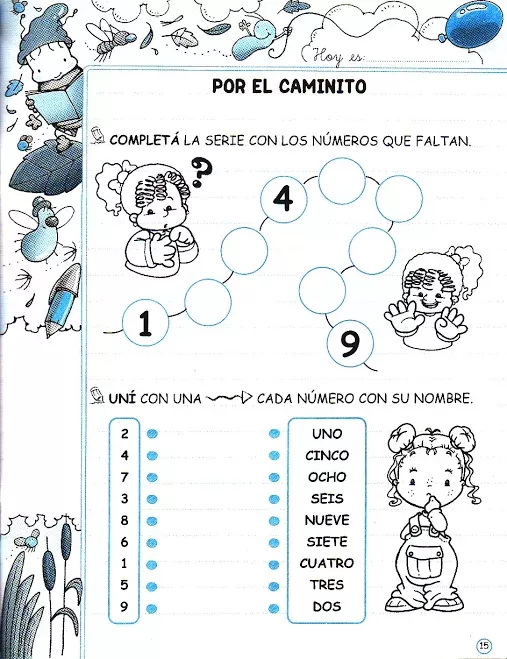 Hoy es:
POR EL CAMINITO
COMPLETÁ LA SERIE CON LOS NÚMEROS QUE FALTAN.
?
4
1
9
UNÍ CON UNA CADA NÚMERO CON SU NOMBRE.
2 UNO
4 CINCO
7 OCHO
3 SEIS
8 NUEVE
6 SIETE
1 CUATRO
5 TRES
9 DOS
15